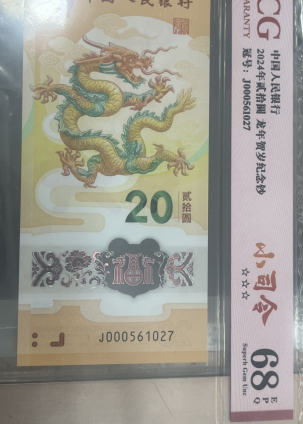 中国人民银行
20
贰拾圆
J000561027
CG
ARANTY
中国人民银行
2024年贰拾圆 龙年贺岁纪念钞
冠号：J000561027
小司令
☆☆☆
68
EPQ
Superb Gem Unc